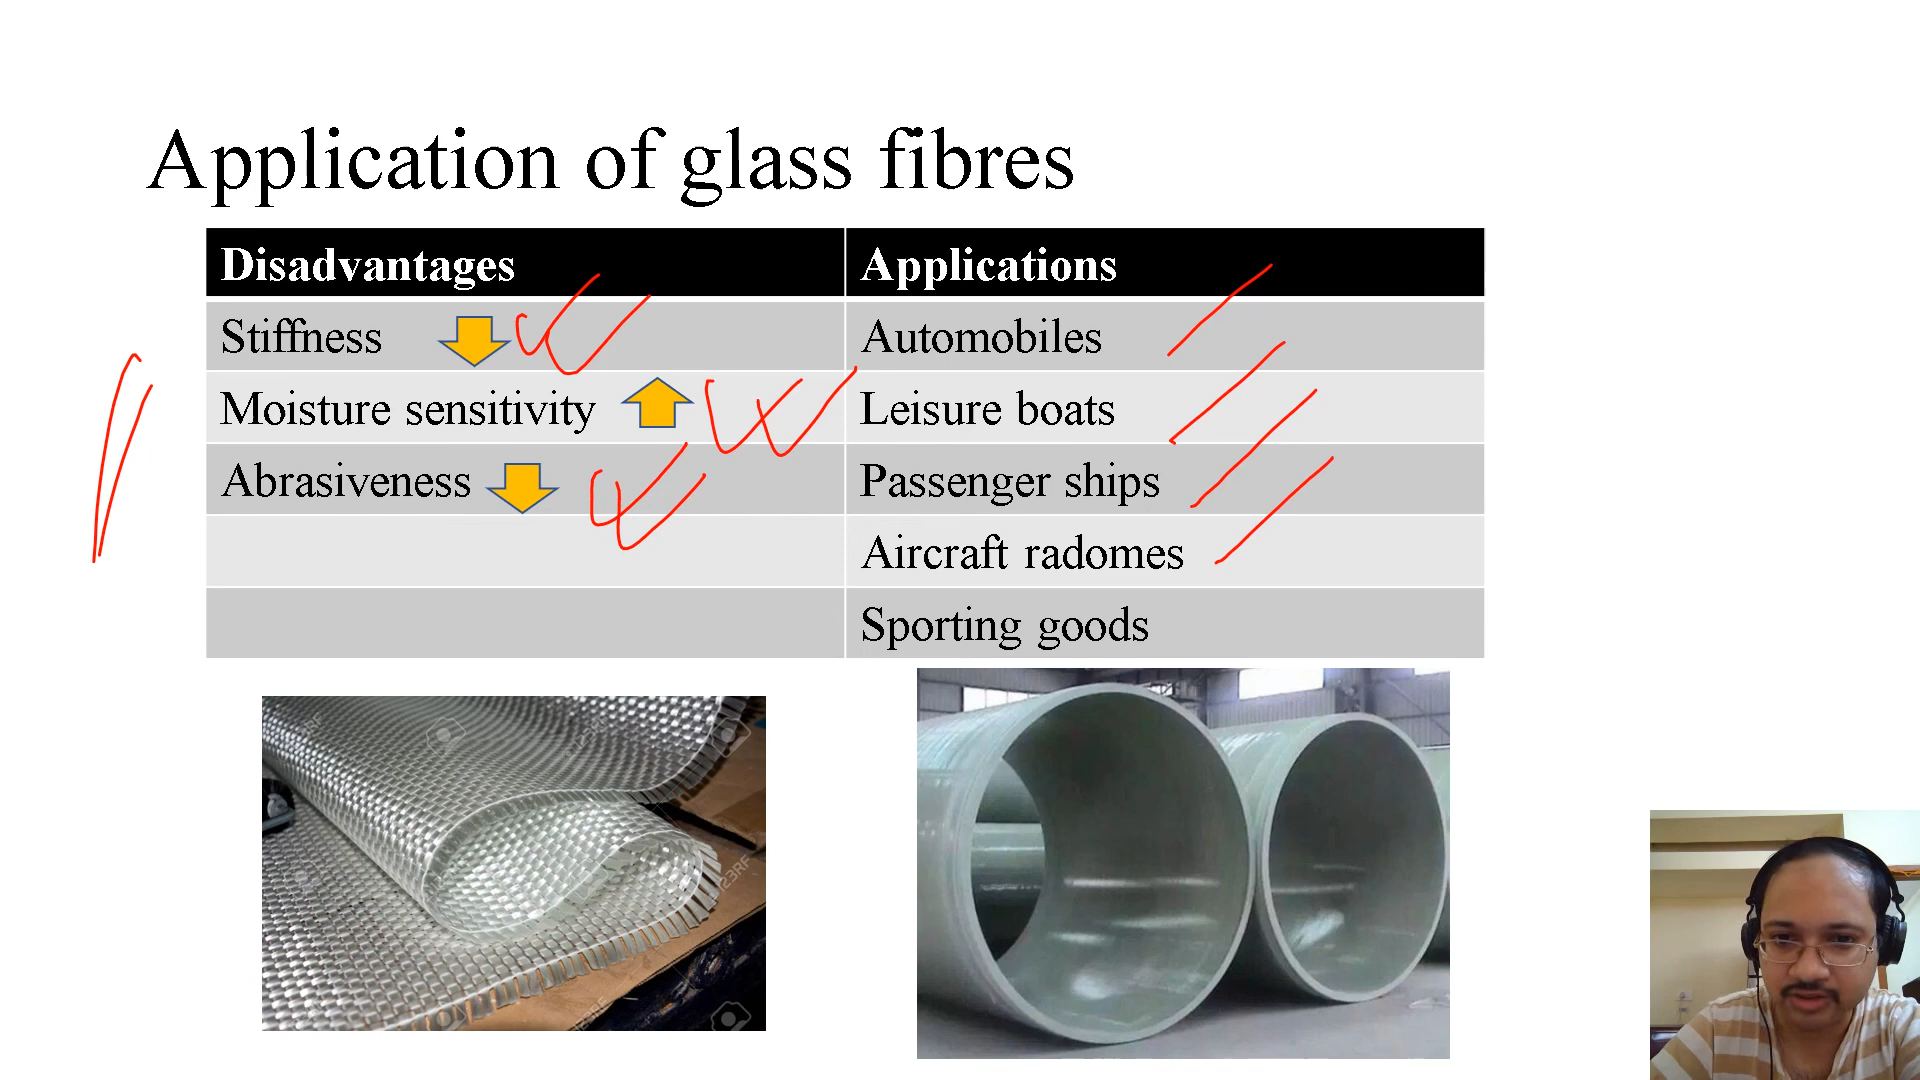 Application of glass fibres
Disadvantages Applications
Stiffness Automobiles
Moisture sensitivity Leisure boats
Abrasiveness Passenger ships
Aircraft radomes
Sporting goods